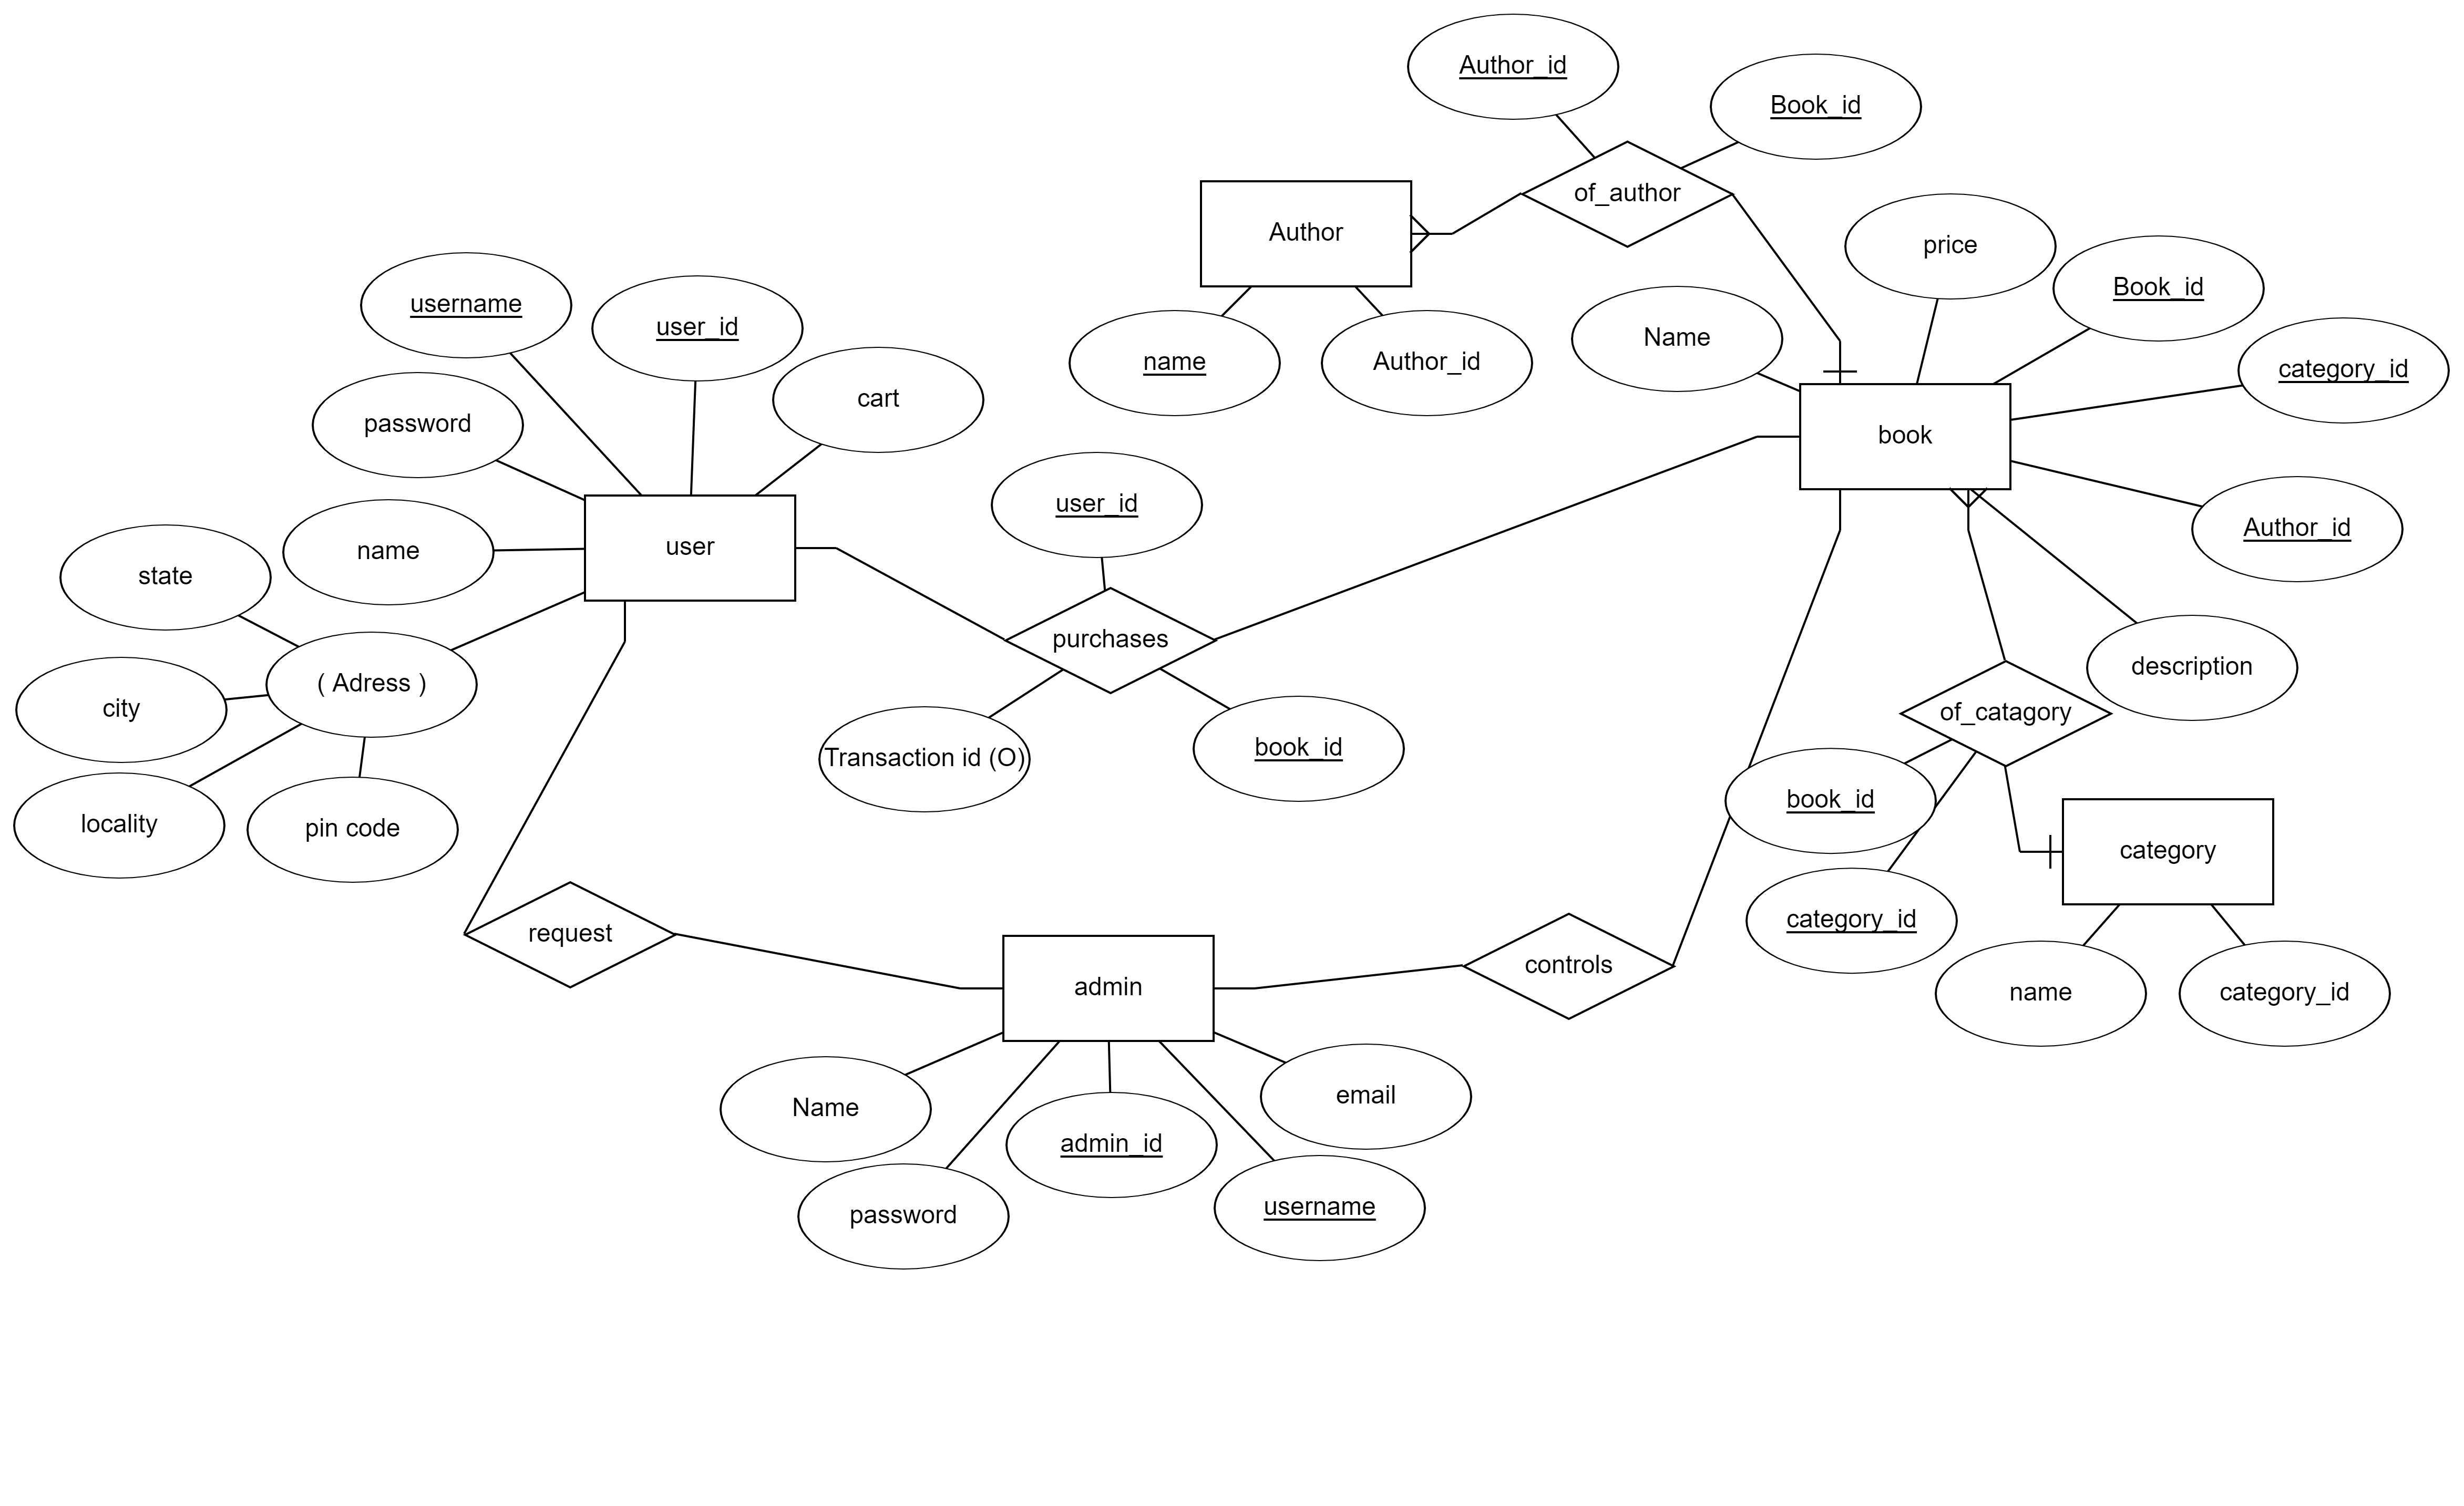 Author_id
Book_id
of_author
Author
price
Book_id
username
user_id
Name
name
Author_id
category_id
cart
password
book
user_id
Author_id
name
user
state
purchases
( Adress )
description
city
of_catagory
Transaction id (O)
book_id
book_id
locality
pin code
category
category_id
request
controls
admin
name
category_id
Name
email
admin_id
username
password